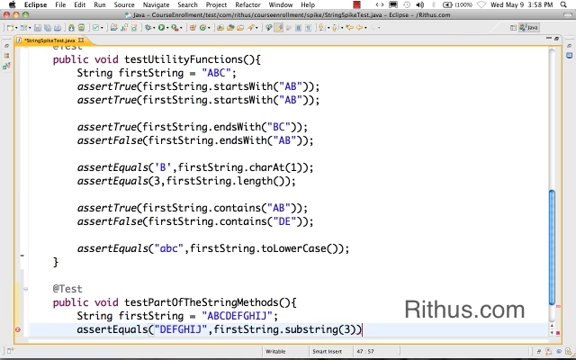 Eclipse File Edit Run Source Navigate Search Project Refactor Window Help (100%) Wed May 9 3:58 PM
Java - CourseEnrollment/test/com/rithus/courseenrollment/spike/StringSpikeTest.java - Eclipse - Rithus.com
Java
*StringSpikeTest.java
@Test
public void testUtilityFunctions(){
String firstString = "ABC";
assertTrue(firstString.startsWith("AB"));
assertTrue(firstString.startsWith("AB"));
assertTrue(firstString.endsWith("BC"));
assertFalse(firstString.endsWith("AB"));
assertEquals('B',firstString.charAt(1));
assertEquals(3,firstString.length());
assertTrue(firstString.contains("AB"));
assertFalse(firstString.contains("DE"));
assertEquals("abc",firstString.toLowerCase());
}
@Test
public void testPartOfTheStringMethods(){
String firstString = "ABCDEFGHIJ";
assertEquals("DEFGHIJ",firstString.substring(3))
Rithus.com
Writable Smart Insert 47 : 57